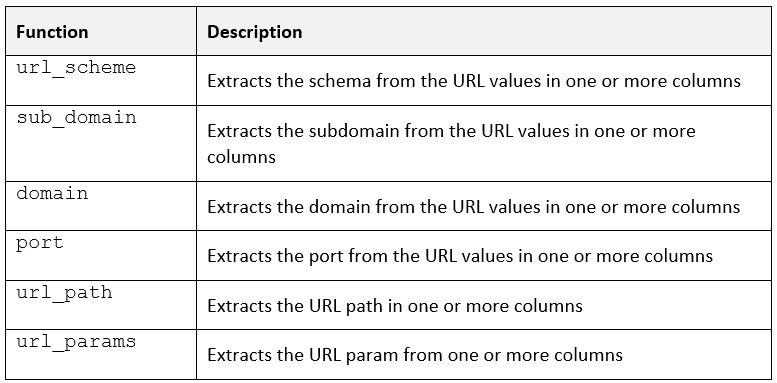 Function Description
url_scheme Extracts the schema from the URL values in one or more columns
sub_domain Extracts the subdomain from the URL values in one or more
columns
domain Extracts the domain from the URL values in one or more columns
port Extracts the port from the URL values in one or more columns
url_path Extracts the URL path in one or more columns
url_params Extracts the URL param from one or more columns